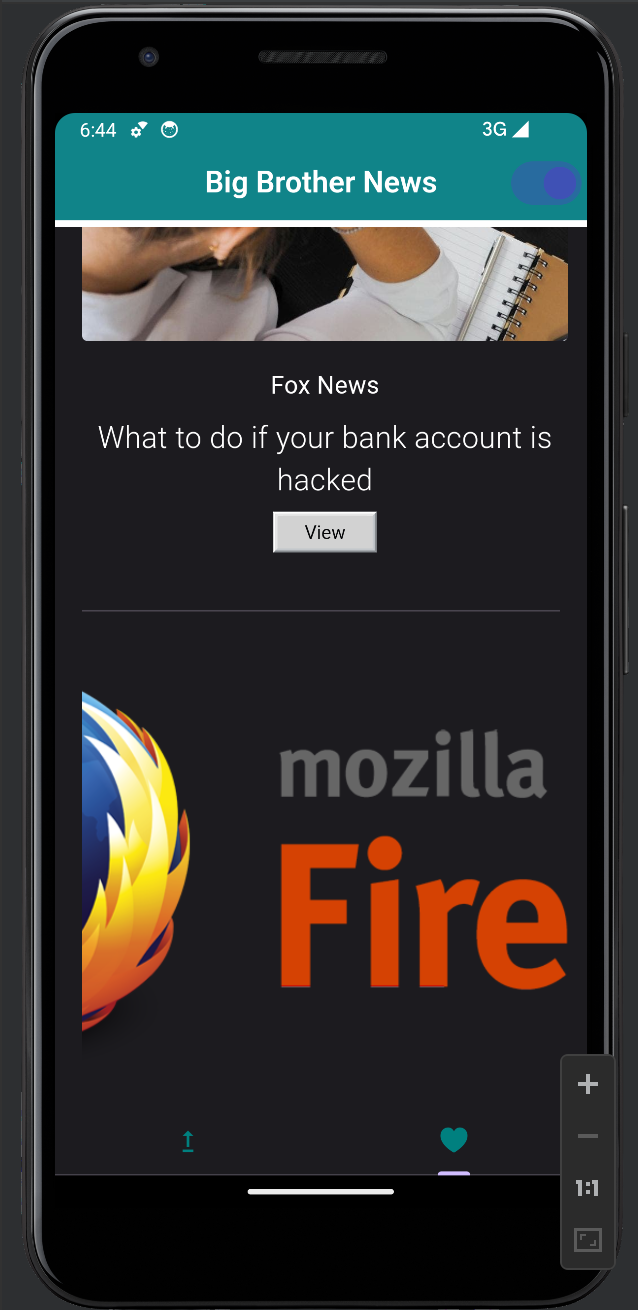 6:44 3G
Big Brother News
Fox News
What to do if your bank account is
hacked
View
mozilla
Fire
1:1